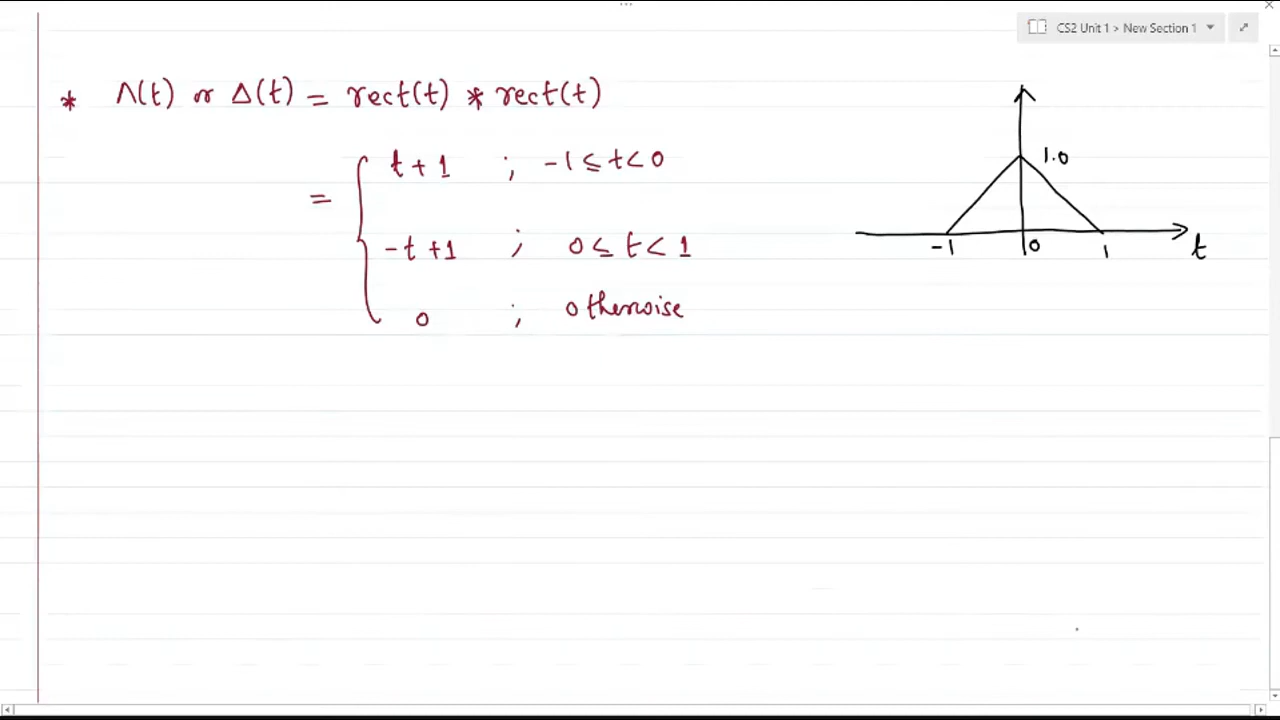 CS2 Unit 1 > New Section 1
* Λ(t) or Δ(t) = rect(t) * rect(t)
= { t + 1 ; -1 ≤ t < 0
-t + 1 ; 0 ≤ t < 1
0 ; otherwise
1.0
-1 0 1 t